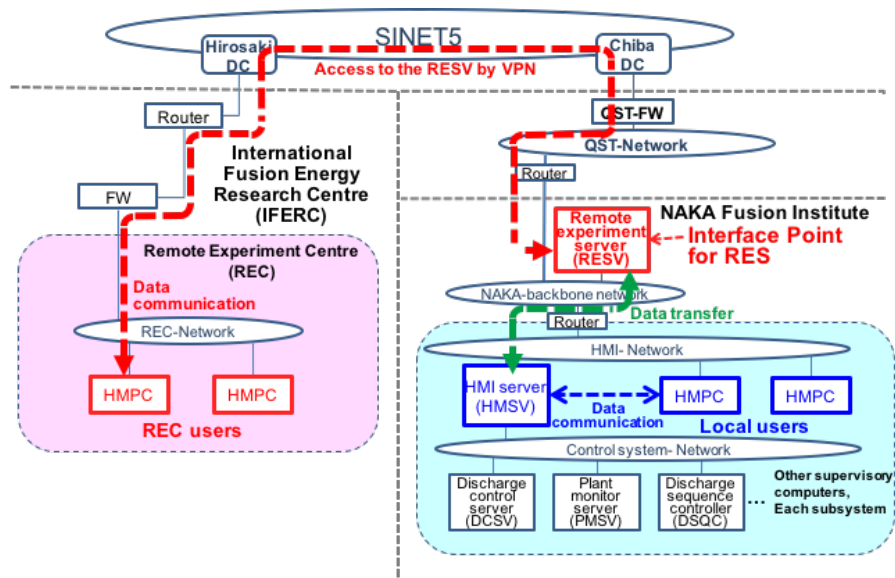 SINET5
Hirosaki
DC
Chiba
DC
Access to the RESV by VPN
Router
QST-FW
QST-Network
Router
International
Fusion Energy
Research Centre
(IFERC)
FW
Remote Experiment Centre
(REC)
Data
communication
REC-Network
HMPC
HMPC
REC users
Remote
experiment
server
(RESV)
NAKA Fusion Institute
Interface Point
for RES
NAKA-backbone network
Data transfer
Router
HMI- Network
HMI server
(HMSV)
Data
communication
HMPC
HMPC
Local users
Control system- Network
Discharge
control
server
(DCSV)
Plant
monitor
server
(PMSV)
Discharge
sequence
controller
(DSQC)
...
Other supervisory
computers,
Each subsystem